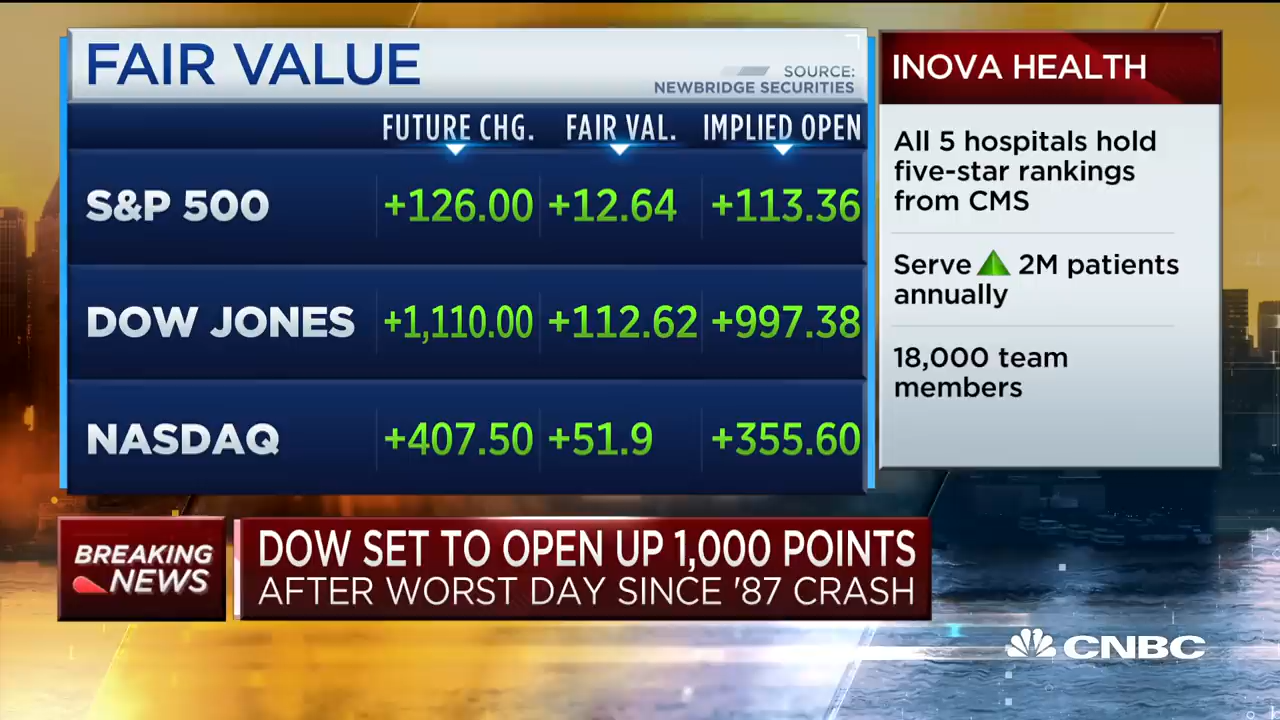 FAIR VALUE
SOURCE:
NEWBRIDGE SECURITIES
FUTURE CHG. FAIR VAL. IMPLIED OPEN
S&P 500 +126.00 +12.64 +113.36
DOW JONES +1,110.00 +112.62 +997.38
NASDAQ +407.50 +51.9 +355.60
INOVA HEALTH
All 5 hospitals hold
five-star rankings
from CMS
Serve ▲ 2M patients
annually
18,000 team
members
BREAKING
NEWS
DOW SET TO OPEN UP 1,000 POINTS
AFTER WORST DAY SINCE '87 CRASH
CNBC